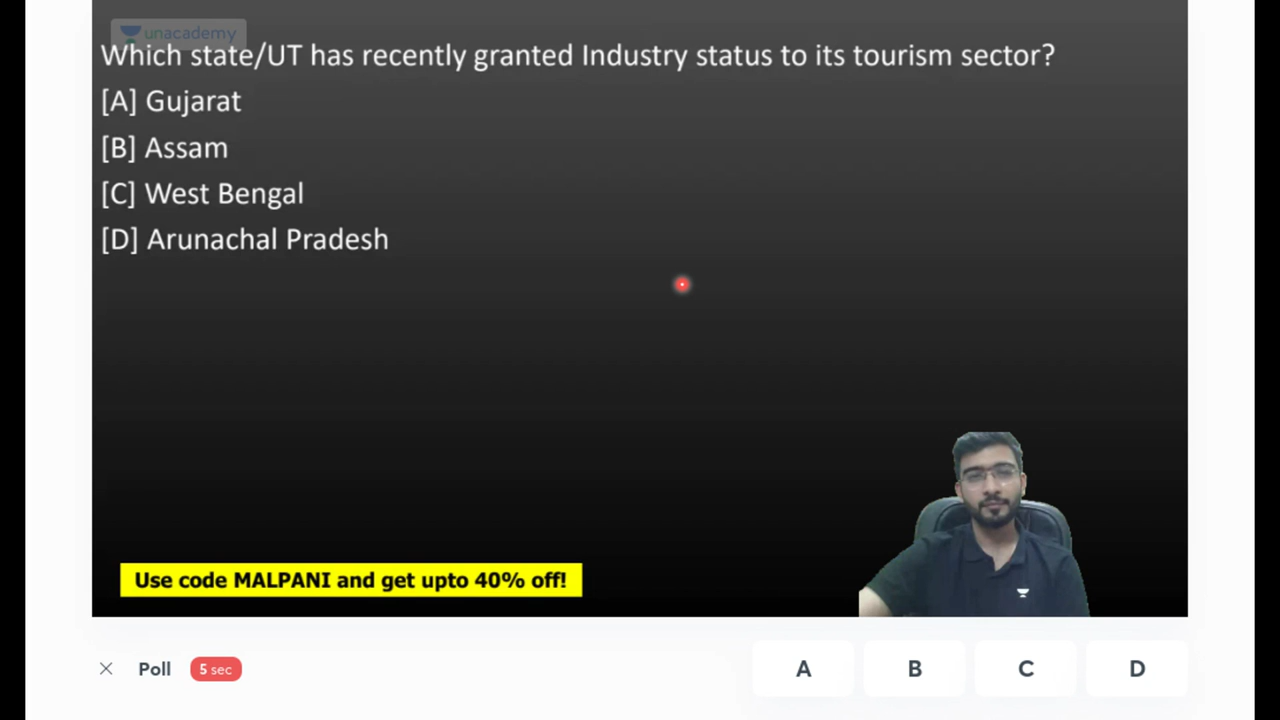 unacademy
Which state/UT has recently granted Industry status to its tourism sector?
[A] Gujarat
[B] Assam
[C] West Bengal
[D] Arunachal Pradesh
Use code MALPANI and get upto 40% off!
Poll 5 sec A B C D